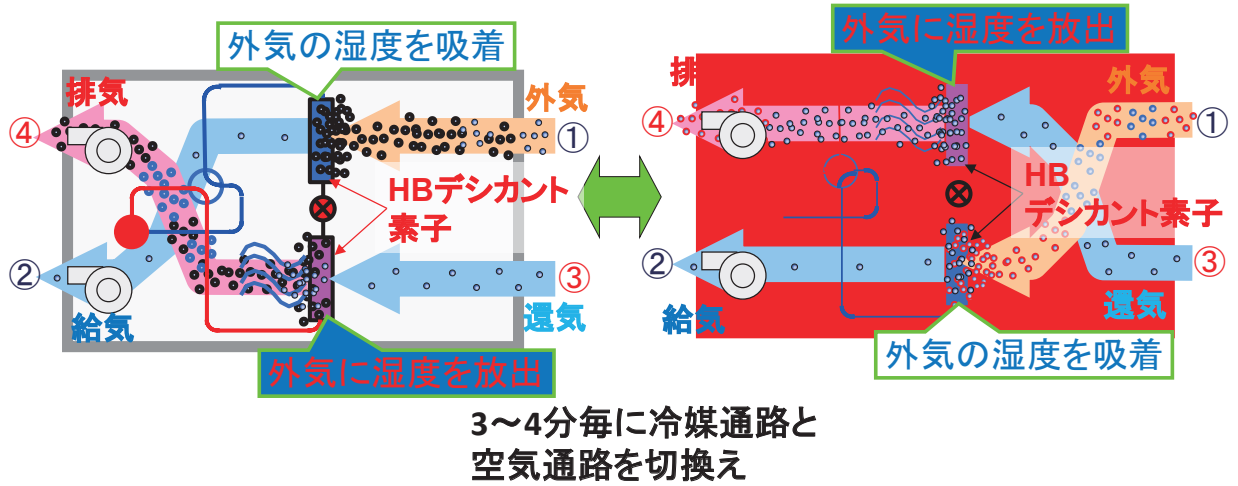 外気の湿度を吸着
排気
④
外気
①
HBデシカント
素子
②
給気
③
還気
外気に湿度を放出
外気に湿度を放出
排
④
外気
①
HB
デシカント素子
②
給気
③
還気
外気の湿度を吸着
3～4分毎に冷媒通路と
空気通路を切換え